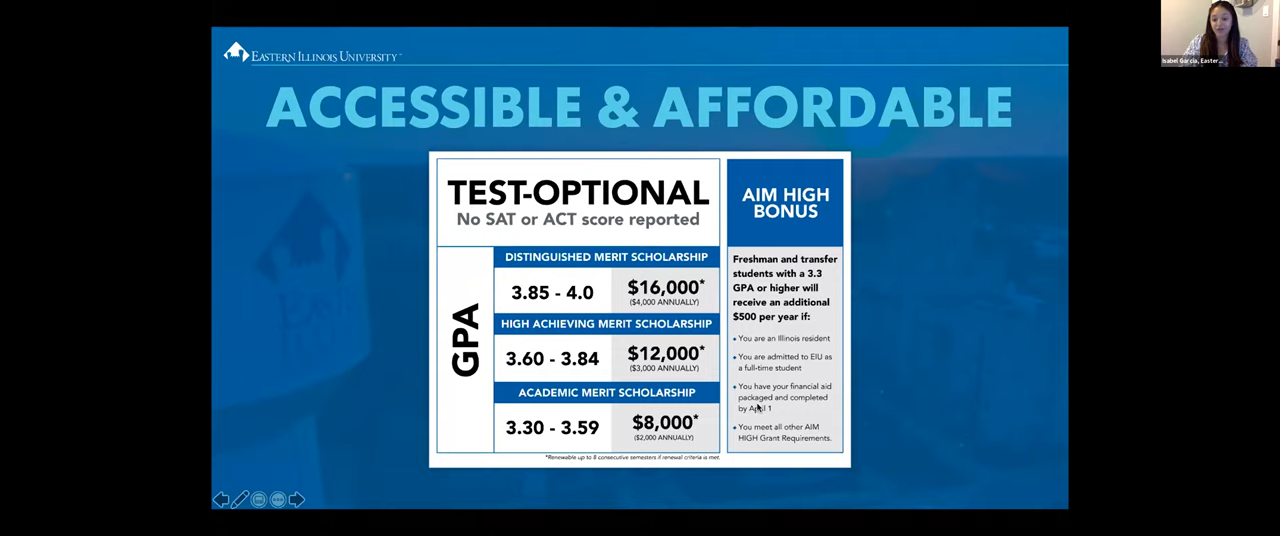 EASTERN ILLINOIS UNIVERSITY
ACCESSIBLE & AFFORDABLE
TEST-OPTIONAL
No SAT or ACT score reported
GPA
DISTINGUISHED MERIT SCHOLARSHIP
3.85 - 4.0
$16,000*
($4,000 ANNUALLY)
HIGH ACHIEVING MERIT SCHOLARSHIP
3.60 - 3.84
$12,000*
($3,000 ANNUALLY)
ACADEMIC MERIT SCHOLARSHIP
3.30 - 3.59
$8,000*
($2,000 ANNUALLY)
*Renewable up to 8 consecutive semesters if renewal criteria is met.
AIM HIGH
BONUS
Freshman and transfer
students with a 3.3
GPA or higher will
receive an additional
$500 per year if:
• You are an Illinois resident
• You are admitted to EIU as
a full-time student
• You have your financial aid
packaged and completed
by April 1
• You meet all other AIM
HIGH Grant Requirements.
Isabel Garcia, Easter...